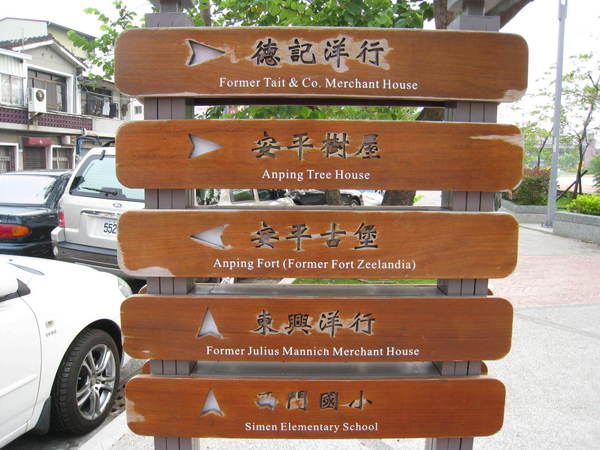 德記洋行
Former Tait & Co. Merchant House
安平樹屋
Anping Tree House
安平古堡
Anping Fort (Former Fort Zeelandia)
東興洋行
Former Julius Mannich Merchant House
西門國小
Simen Elementary School